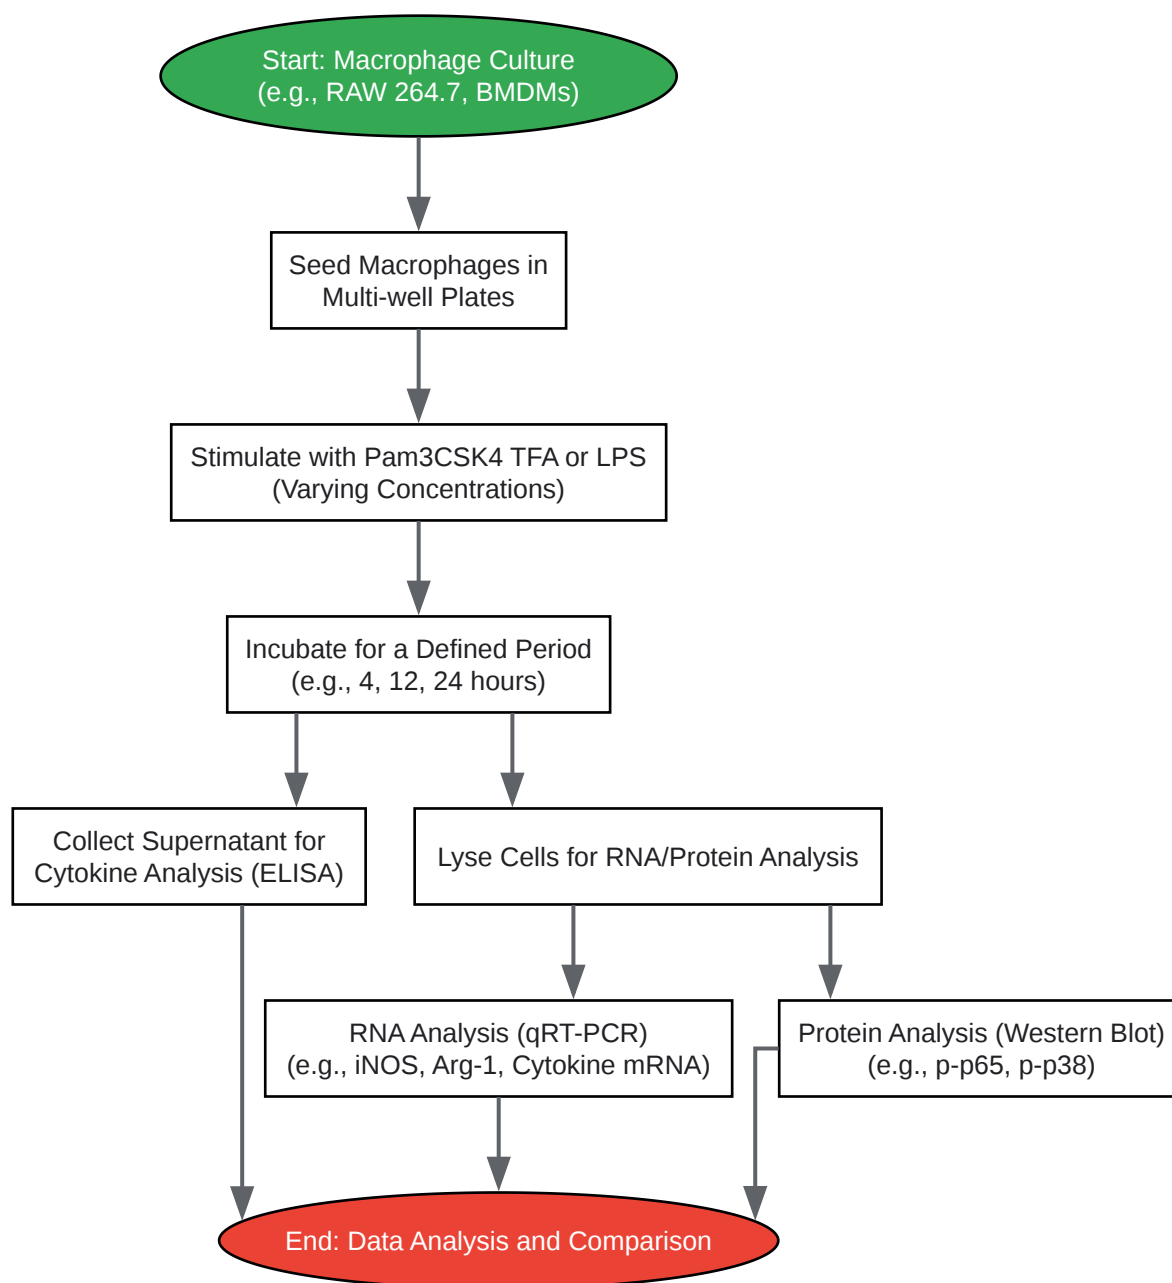 Start: Macrophage Culture
(e.g., RAW 264.7, BMDMs)
Seed Macrophages in
Multi-well Plates
Stimulate with Pam3CSK4 TFA or LPS
(Varying Concentrations)
Incubate for a Defined Period
(e.g., 4, 12, 24 hours)
Collect Supernatant for
Cytokine Analysis (ELISA)
Lyse Cells for RNA/Protein Analysis
RNA Analysis (qRT-PCR)
(e.g., iNOS, Arg-1, Cytokine mRNA)
Protein Analysis (Western Blot)
(e.g., p-p65, p-p38)
End: Data Analysis and Comparison